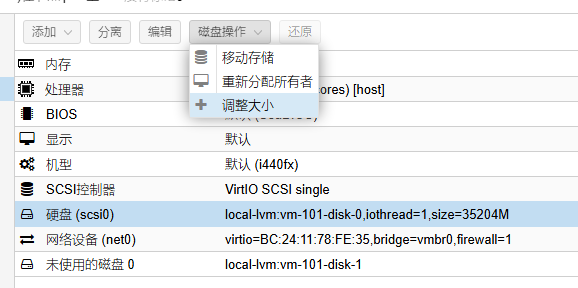 添加 分离 编辑 磁盘操作 还原
移动存储
重新分配所有者
调整大小
内存
处理器 ores) [host]
BIOS 默认
显示 默认
机型 默认 (i440fx)
SCSI控制器 VirtIO SCSI single
硬盘 (scsi0) local-lvm:vm-101-disk-0,iothread=1,size=35204M
网络设备 (net0) virtio=BC:24:11:78:FE:35,bridge=vmbr0,firewall=1
未使用的磁盘 0 local-lvm:vm-101-disk-1